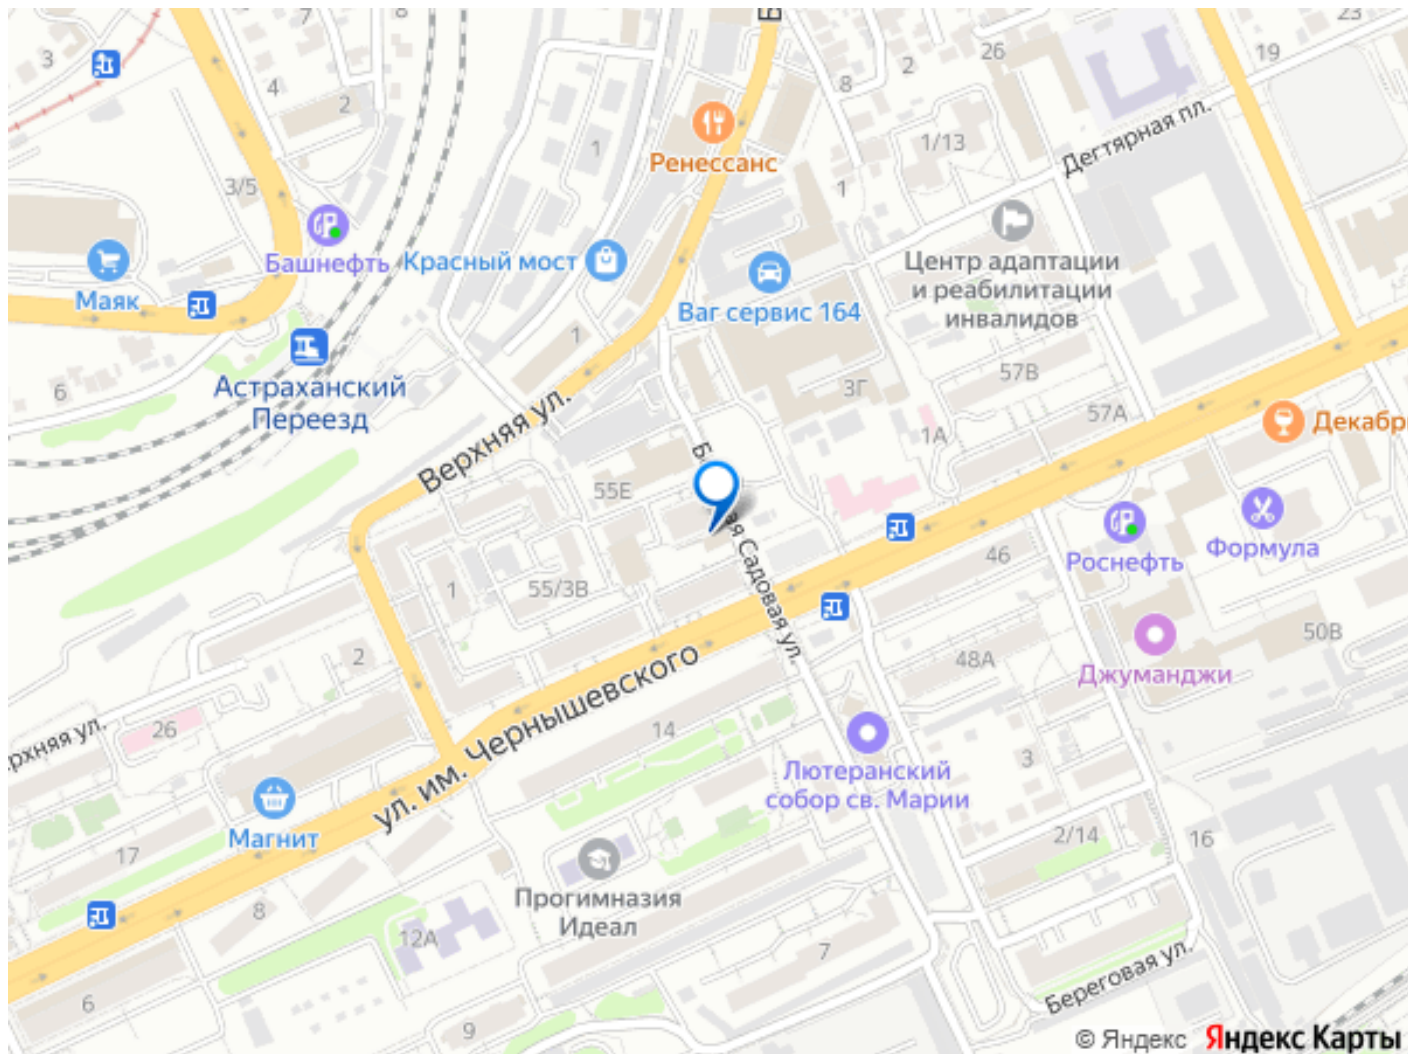 3
8
7
23
19
26
2
8
4
2
1/13
Дегтярная пл.
1
Ренессанс
3/5
1
Башнефть
Красный мост
Маяк
Ваг сервис 164
Центр адаптации
и реабилитации
инвалидов
1
Астраханский
Переезд
6
57В
3Г
57А
1А
Декабр
Верхняя ул.
55Е
ая Садовая ул.
Роснефть
Формула
46
1
55/3В
50В
2
48А
Джуманджи
ул. им. Чернышевского
26
рхняя ул.
14
3
Лютеранский
собор св. Марии
Магнит
17
2/14
16
Прогимназия
Идеал
8
12А
7
Береговая ул.
6
9
© Яндекс Яндекс Карты